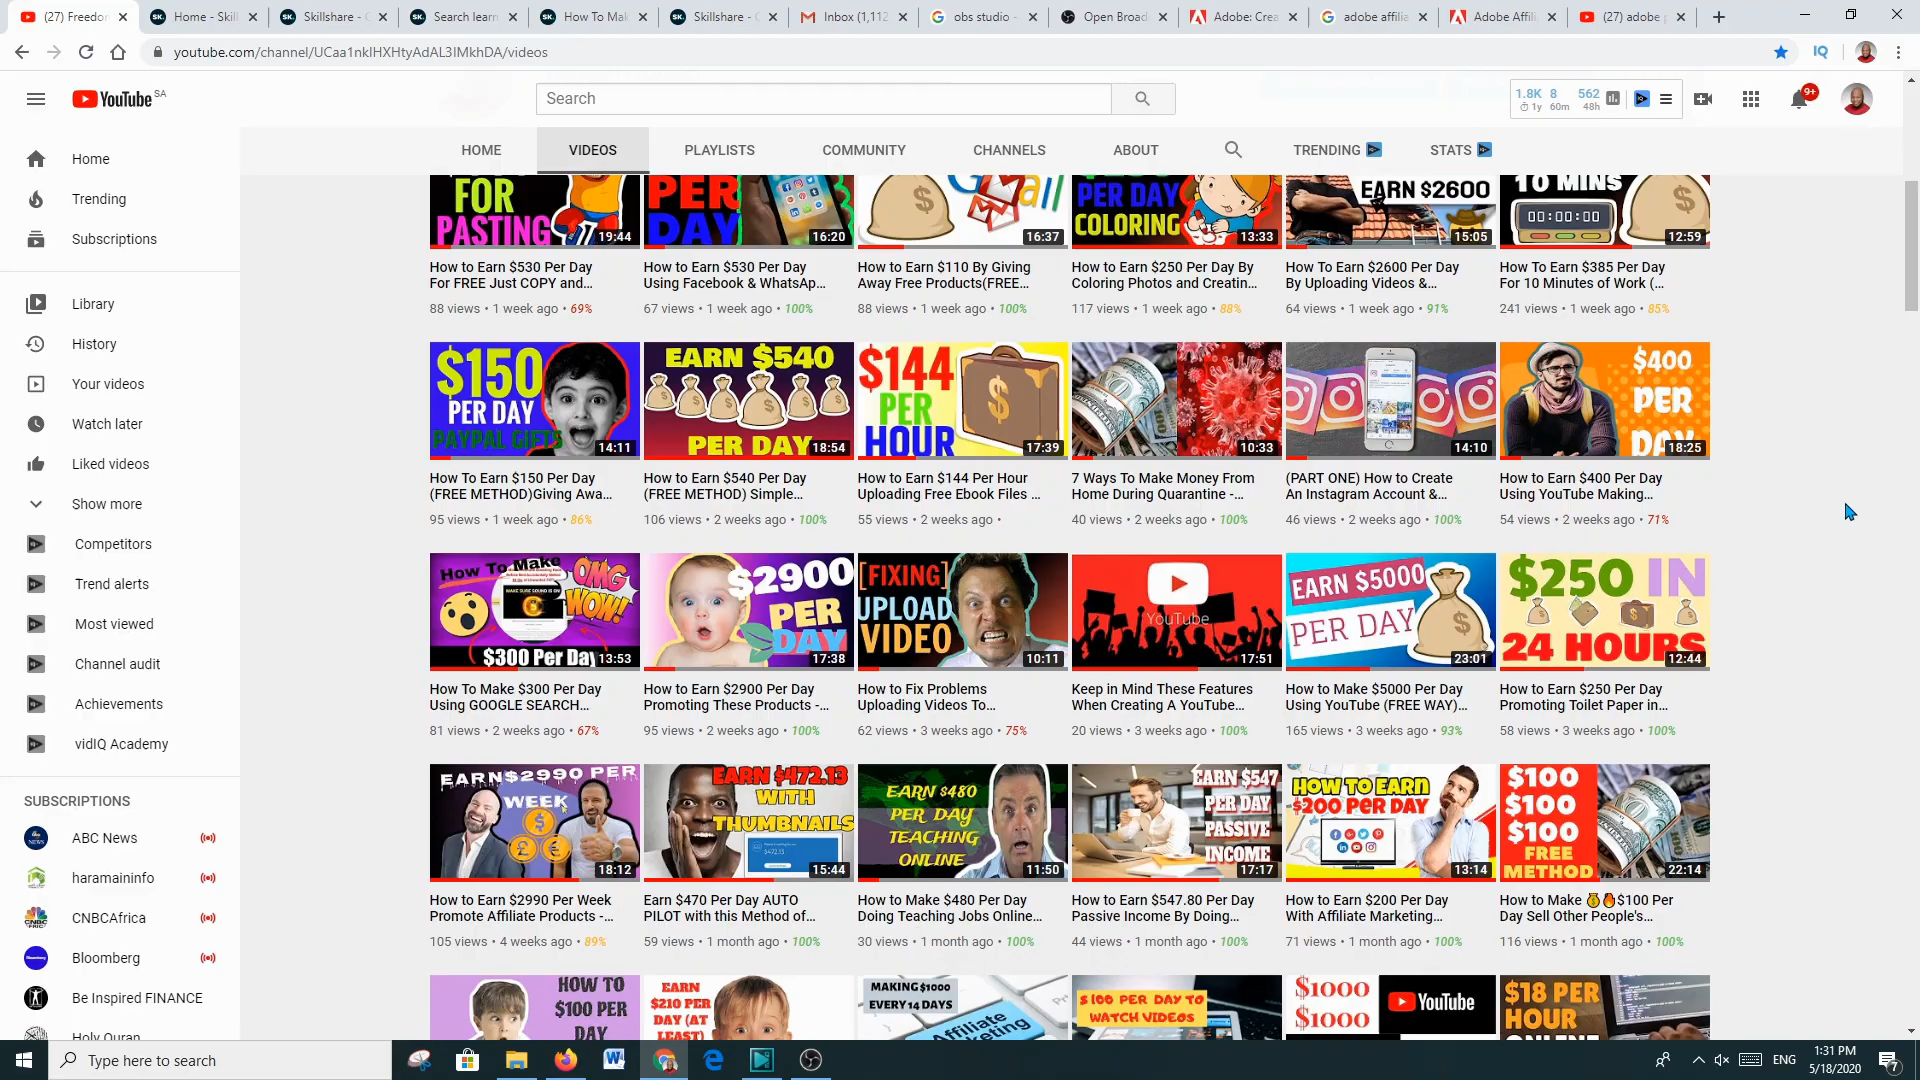 (27) Freedom
Home - Skill
Skillshare - C
Search learn
How To Mak
Skillshare - C
Inbox (1,112
obs studio -
Open Broad
Adobe: Crea
adobe affilia
Adobe Affili
(27) adobe p
youtube.com/channel/UCaa1nkIHXHtyAdAL3IMkhDA/videos
IQ
YouTube SA
Search
1.8K 8 562
1y 60m 48h
9+
HOME VIDEOS PLAYLISTS COMMUNITY CHANNELS ABOUT TRENDING STATS
Home
Trending
Subscriptions
Library
History
Your videos
Watch later
Liked videos
Show more
Competitors
Trend alerts
Most viewed
Channel audit
Achievements
vidIQ Academy
SUBSCRIPTIONS
ABC News
haramaininfo
CNBCAfrica
Bloomberg
Be Inspired FINANCE
Holy Quran
FOR
PASTING
19:44
How to Earn $530 Per Day
For FREE Just COPY and...
88 views • 1 week ago • 69%
PER
DAY
16:20
How to Earn $530 Per Day
Using Facebook & WhatsAp...
67 views • 1 week ago • 100%
Gmail
16:37
How to Earn $110 By Giving
Away Free Products(FREE...
88 views • 1 week ago • 100%
PER DAY
COLORING
13:33
How to Earn $250 Per Day By
Coloring Photos and Creatin...
117 views • 1 week ago • 88%
EARN $2600
15:05
How To Earn $2600 Per Day
By Uploading Videos &...
64 views • 1 week ago • 91%
10 MINS
00:00:00
12:59
How To Earn $385 Per Day
For 10 Minutes of Work (...
241 views • 1 week ago • 85%
$150
PER DAY
PAYPAL GIFTS
14:11
How To Earn $150 Per Day
(FREE METHOD)Giving Awa...
95 views • 1 week ago • 86%
EARN $540
PER DAY
18:54
How to Earn $540 Per Day
(FREE METHOD) Simple...
106 views • 2 weeks ago • 100%
$144
PER
HOUR
17:39
How to Earn $144 Per Hour
Uploading Free Ebook Files ...
55 views • 2 weeks ago •
10:33
7 Ways To Make Money From
Home During Quarantine -...
40 views • 2 weeks ago • 100%
14:10
(PART ONE) How to Create
An Instagram Account &...
46 views • 2 weeks ago • 100%
$400
PER
DAY
18:25
How to Earn $400 Per Day
Using YouTube Making...
54 views • 2 weeks ago • 71%
How To Make
OMG
WOW!
MAKE SURE SOUND IS ON
$300 Per Day
13:53
How To Make $300 Per Day
Using GOOGLE SEARCH...
81 views • 2 weeks ago • 67%
$2900
PER
DAY
17:38
How to Earn $2900 Per Day
Promoting These Products -...
95 views • 2 weeks ago • 100%
[FIXING]
UPLOAD
VIDEO
10:11
How to Fix Problems
Uploading Videos To...
62 views • 3 weeks ago • 75%
YouTube
17:51
Keep in Mind These Features
When Creating A YouTube...
20 views • 3 weeks ago • 100%
EARN $5000
PER DAY
23:01
How to Make $5000 Per Day
Using YouTube (FREE WAY)...
165 views • 3 weeks ago • 93%
$250 IN
24 HOURS
12:44
How to Earn $250 Per Day
Promoting Toilet Paper in...
58 views • 3 weeks ago • 100%
EARN$2990 PER
WEEK
18:12
How to Earn $2990 Per Week
Promote Affiliate Products -...
105 views • 4 weeks ago • 89%
EARN $472.13
WITH
THUMBNAILS
$472.13
15:44
Earn $470 Per Day AUTO
PILOT with this Method of...
59 views • 1 month ago • 100%
EARN $480
PER DAY
TEACHING
ONLINE
11:50
How to Make $480 Per Day
Doing Teaching Jobs Online...
30 views • 1 month ago • 100%
EARN $547
PER DAY
PASSIVE
INCOME
17:17
How to Earn $547.80 Per Day
Passive Income By Doing...
44 views • 1 month ago • 100%
HOW TO EARN
$200 PER DAY
13:14
How to Earn $200 Per Day
With Affiliate Marketing...
71 views • 1 month ago • 100%
$100
$100
$100
FREE
METHOD
22:14
How to Make 💰🔥$100 Per
Day Sell Other People's...
116 views • 1 month ago • 100%
HOW TO
$100 PER
DAY
EARN
$210 PER
DAY (AT
LEAST)
MAKING $1000
EVERY 14 DAYS
Affiliate
Marketing
$100 PER DAY TO
WATCH VIDEOS
$1000
$1000
YouTube
$18 PER
HOUR
ONLINE
Type here to search
ENG
1:31 PM
5/18/2020
7